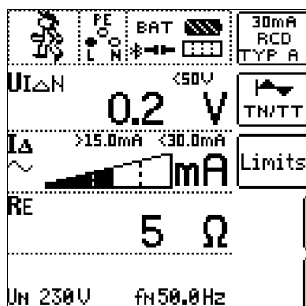 PE BAT 30mA
L N RCD
TYP A
UI△N <50V
0.2 V TN/TT
I△ >15.0mA <30.0mA
~ mA Limits
RE
5 Ω
UN 230V fN50.0Hz